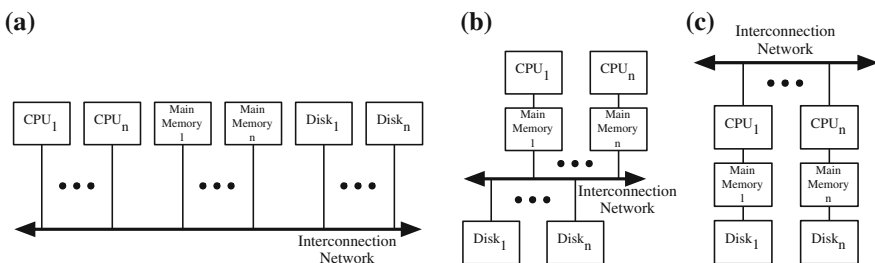 (a)
CPU1
CPUn
Main
Memory
1
Main
Memory
n
Disk1
Diskn
Interconnection
Network
(b)
CPU1
CPUn
Main
Memory
1
Main
Memory
n
Interconnection
Network
Disk1
Diskn
(c)
Interconnection
Network
CPU1
CPUn
Main
Memory
1
Main
Memory
n
Disk1
Diskn